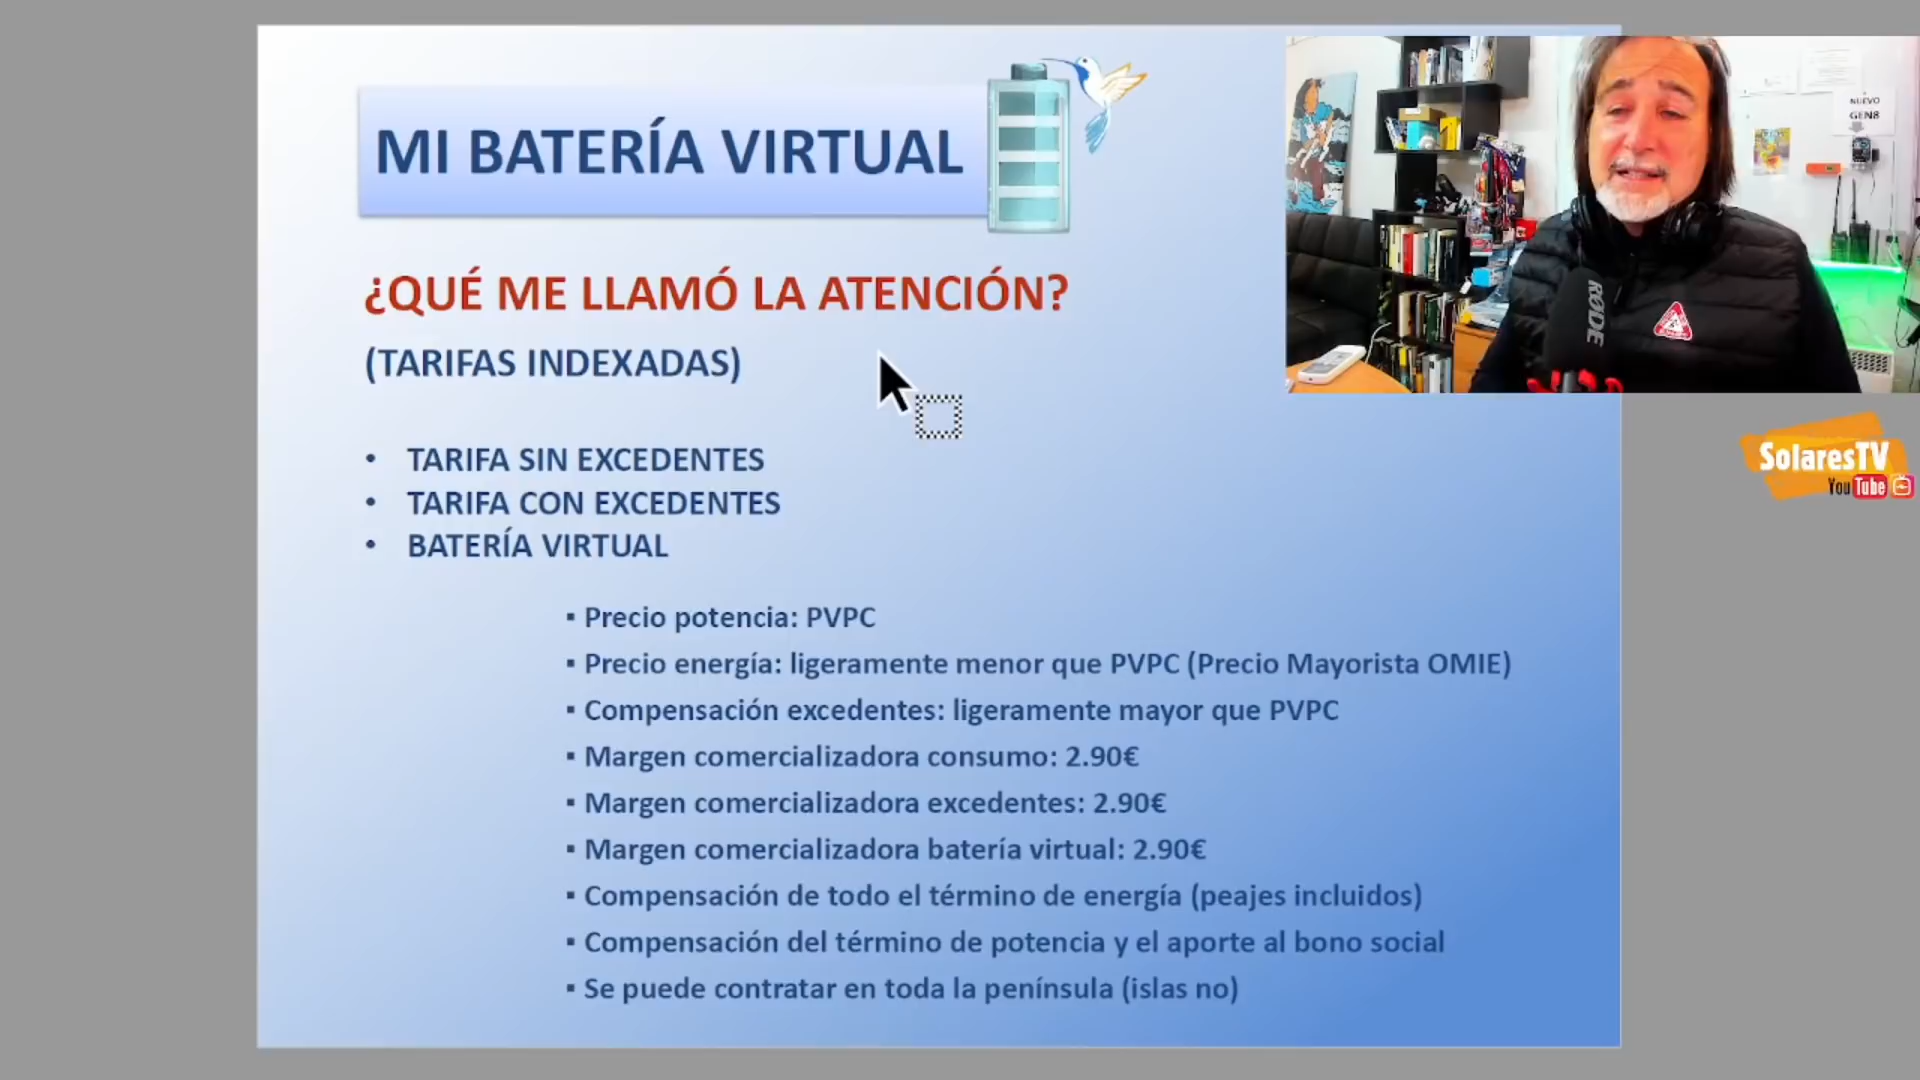 MI BATERÍA VIRTUAL
¿QUÉ ME LLAMÓ LA ATENCIÓN?
(TARIFAS INDEXADAS)
• TARIFA SIN EXCEDENTES
• TARIFA CON EXCEDENTES
• BATERÍA VIRTUAL
▪ Precio potencia: PVPC
▪ Precio energía: ligeramente menor que PVPC (Precio Mayorista OMIE)
▪ Compensación excedentes: ligeramente mayor que PVPC
▪ Margen comercializadora consumo: 2.90€
▪ Margen comercializadora excedentes: 2.90€
▪ Margen comercializadora batería virtual: 2.90€
▪ Compensación de todo el término de energía (peajes incluidos)
▪ Compensación del término de potencia y el aporte al bono social
▪ Se puede contratar en toda la península (islas no)
NUEVO
GEN8
RØDE
SolaresTV
YouTube